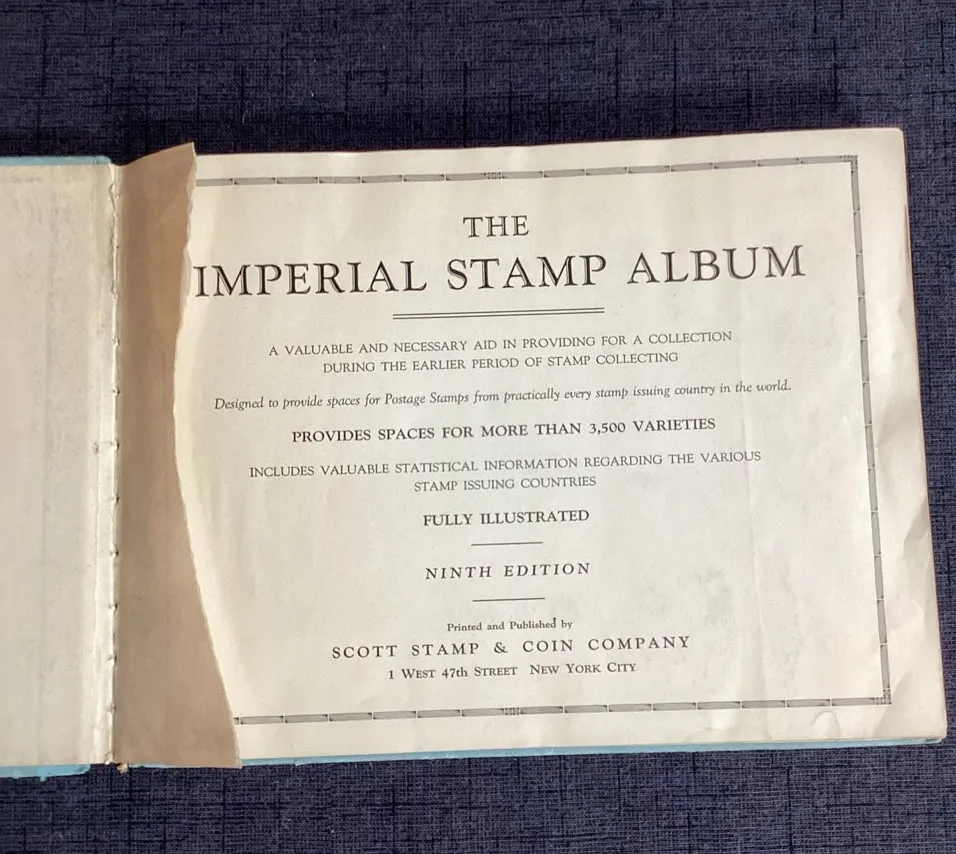 THE
IMPERIAL STAMP ALBUM
A VALUABLE AND NECESSARY AID IN PROVIDING FOR A COLLECTION
DURING THE EARLIER PERIOD OF STAMP COLLECTING
Designed to provide spaces for Postage Stamps from practically every stamp issuing country in the world.
PROVIDES SPACES FOR MORE THAN 3,500 VARIETIES
INCLUDES VALUABLE STATISTICAL INFORMATION REGARDING THE VARIOUS
STAMP ISSUING COUNTRIES
FULLY ILLUSTRATED
NINTH EDITION
Printed and Published by
SCOTT STAMP & COIN COMPANY
1 WEST 47th STREET NEW YORK CITY